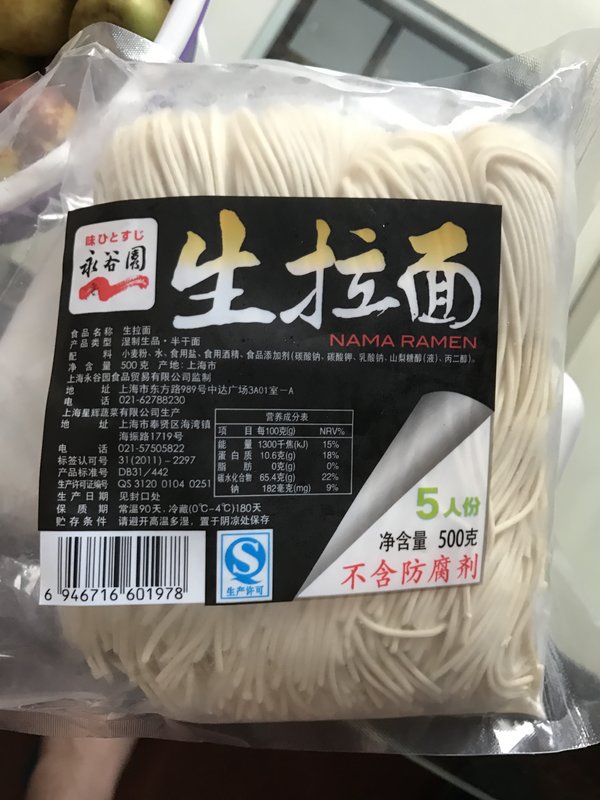 味ひとすじ
永谷園
生拉面
NAMA RAMEN
食品名称 生拉面
产品类型 湿制生品·半干面
配料 小麦粉、水、食用盐、食用酒精、食品添加剂(碳酸钠、碳酸钾、乳酸钠、山梨糖醇(液)、丙二醇)。
净含量 500克 产地:上海市
上海永谷园食品贸易有限公司监制
地址 上海市东方路989号中达广场3A01室-A
电话 021-62788230
上海星辉蔬菜有限公司生产
地址 上海市奉贤区海湾镇
海振路1719号
电话 021-57505822
标签认可号 31(2011)-2297
产品标准号 DB31/442
生产许可证编号 QS 3120 0104 0251
生产日期 见封口处
保质期 常温90天,冷藏(0℃-4℃)180天
贮存条件 请避开高温多湿,置于阴凉处保存
营养成分表
项目 每100克(g) NRV%
能量 1300千焦(kJ) 15%
蛋白质 10.6克(g) 18%
脂肪 0克(g) 0%
碳水化合物 65.4克(g) 22%
钠 182毫克(mg) 9%
5人份
净含量 500克
不含防腐剂
6 946716 601978
QS
生产许可